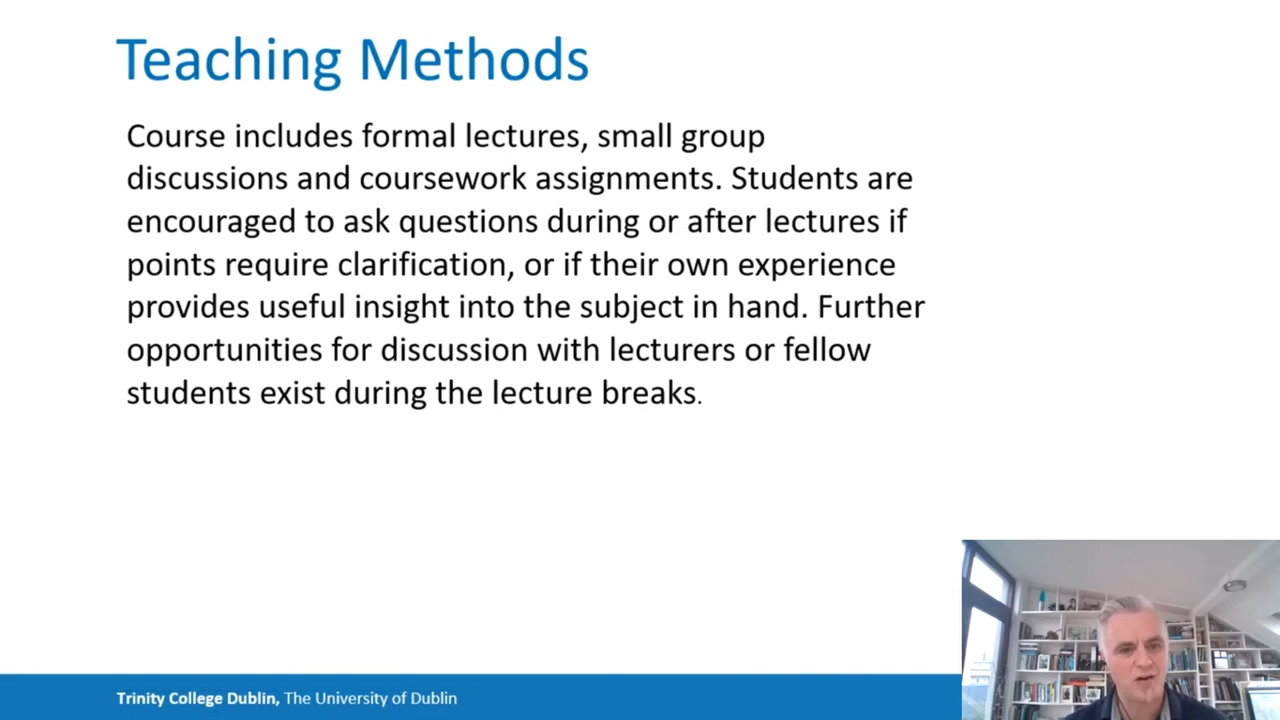 Teaching Methods
Course includes formal lectures, small group
discussions and coursework assignments. Students are
encouraged to ask questions during or after lectures if
points require clarification, or if their own experience
provides useful insight into the subject in hand. Further
opportunities for discussion with lecturers or fellow
students exist during the lecture breaks.
Trinity College Dublin, The University of Dublin